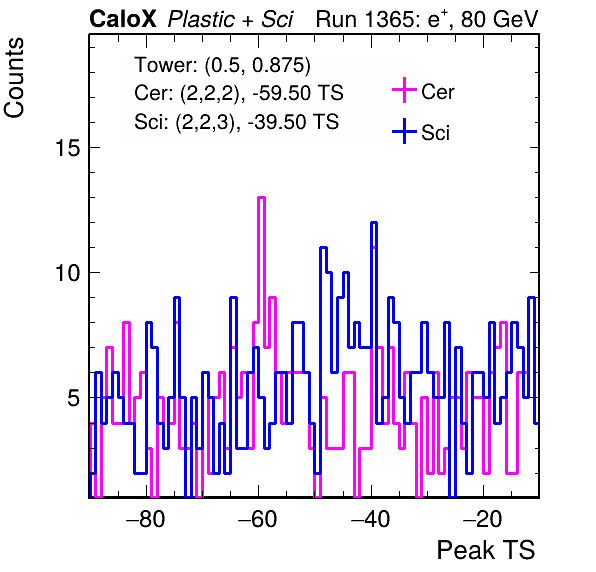 CaloX Plastic + Sci Run 1365: e⁺, 80 GeV
Tower: (0.5, 0.875)
Cer: (2,2,2), -59.50 TS
Sci: (2,2,3), -39.50 TS
Cer
Sci
Counts
15
10
5
−80 −60 −40 −20
Peak TS